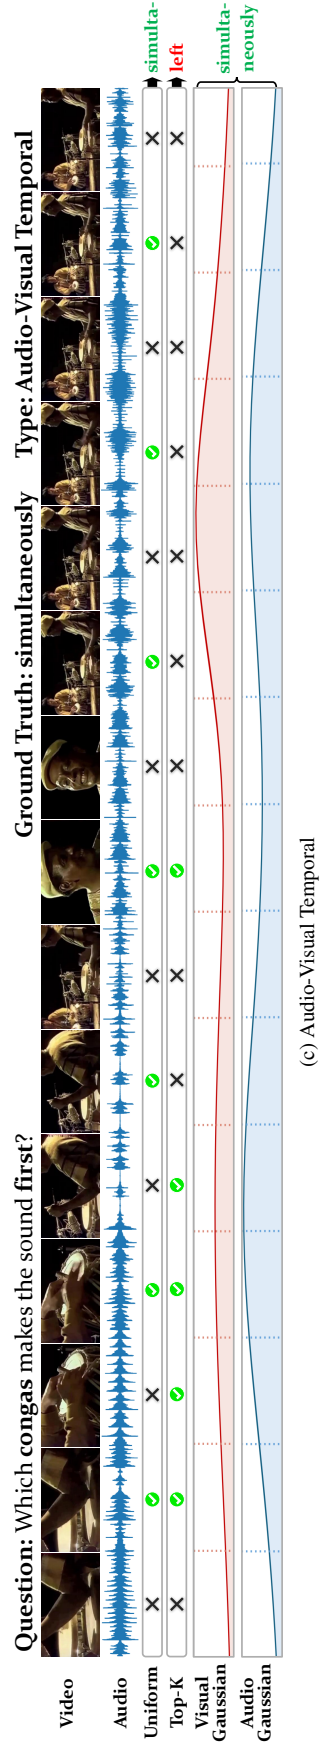 Question: Which congas makes the sound first? Ground Truth: simultaneously Type: Audio-Visual Temporal
Video
Audio
Uniform
simulta-
Top-K
left
Visual
Gaussian
Audio
Gaussian
simulta-
neously
(c) Audio-Visual Temporal